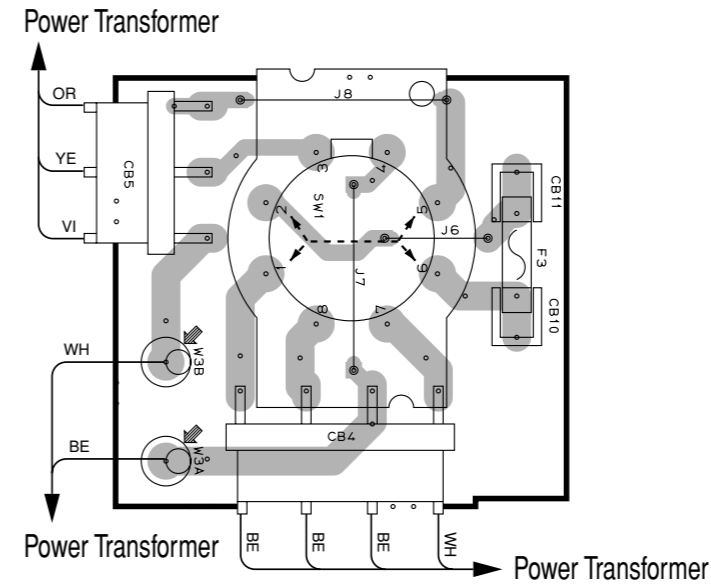 Power Transformer
OR
YE
VI
CB5
J8
3
4
2
SW1
5
J6
J7
1
6
8
7
CB11
F3
CB10
WH
W3B
BE
W3A
CB4
BE
BE
BE
WH
Power Transformer
Power Transformer